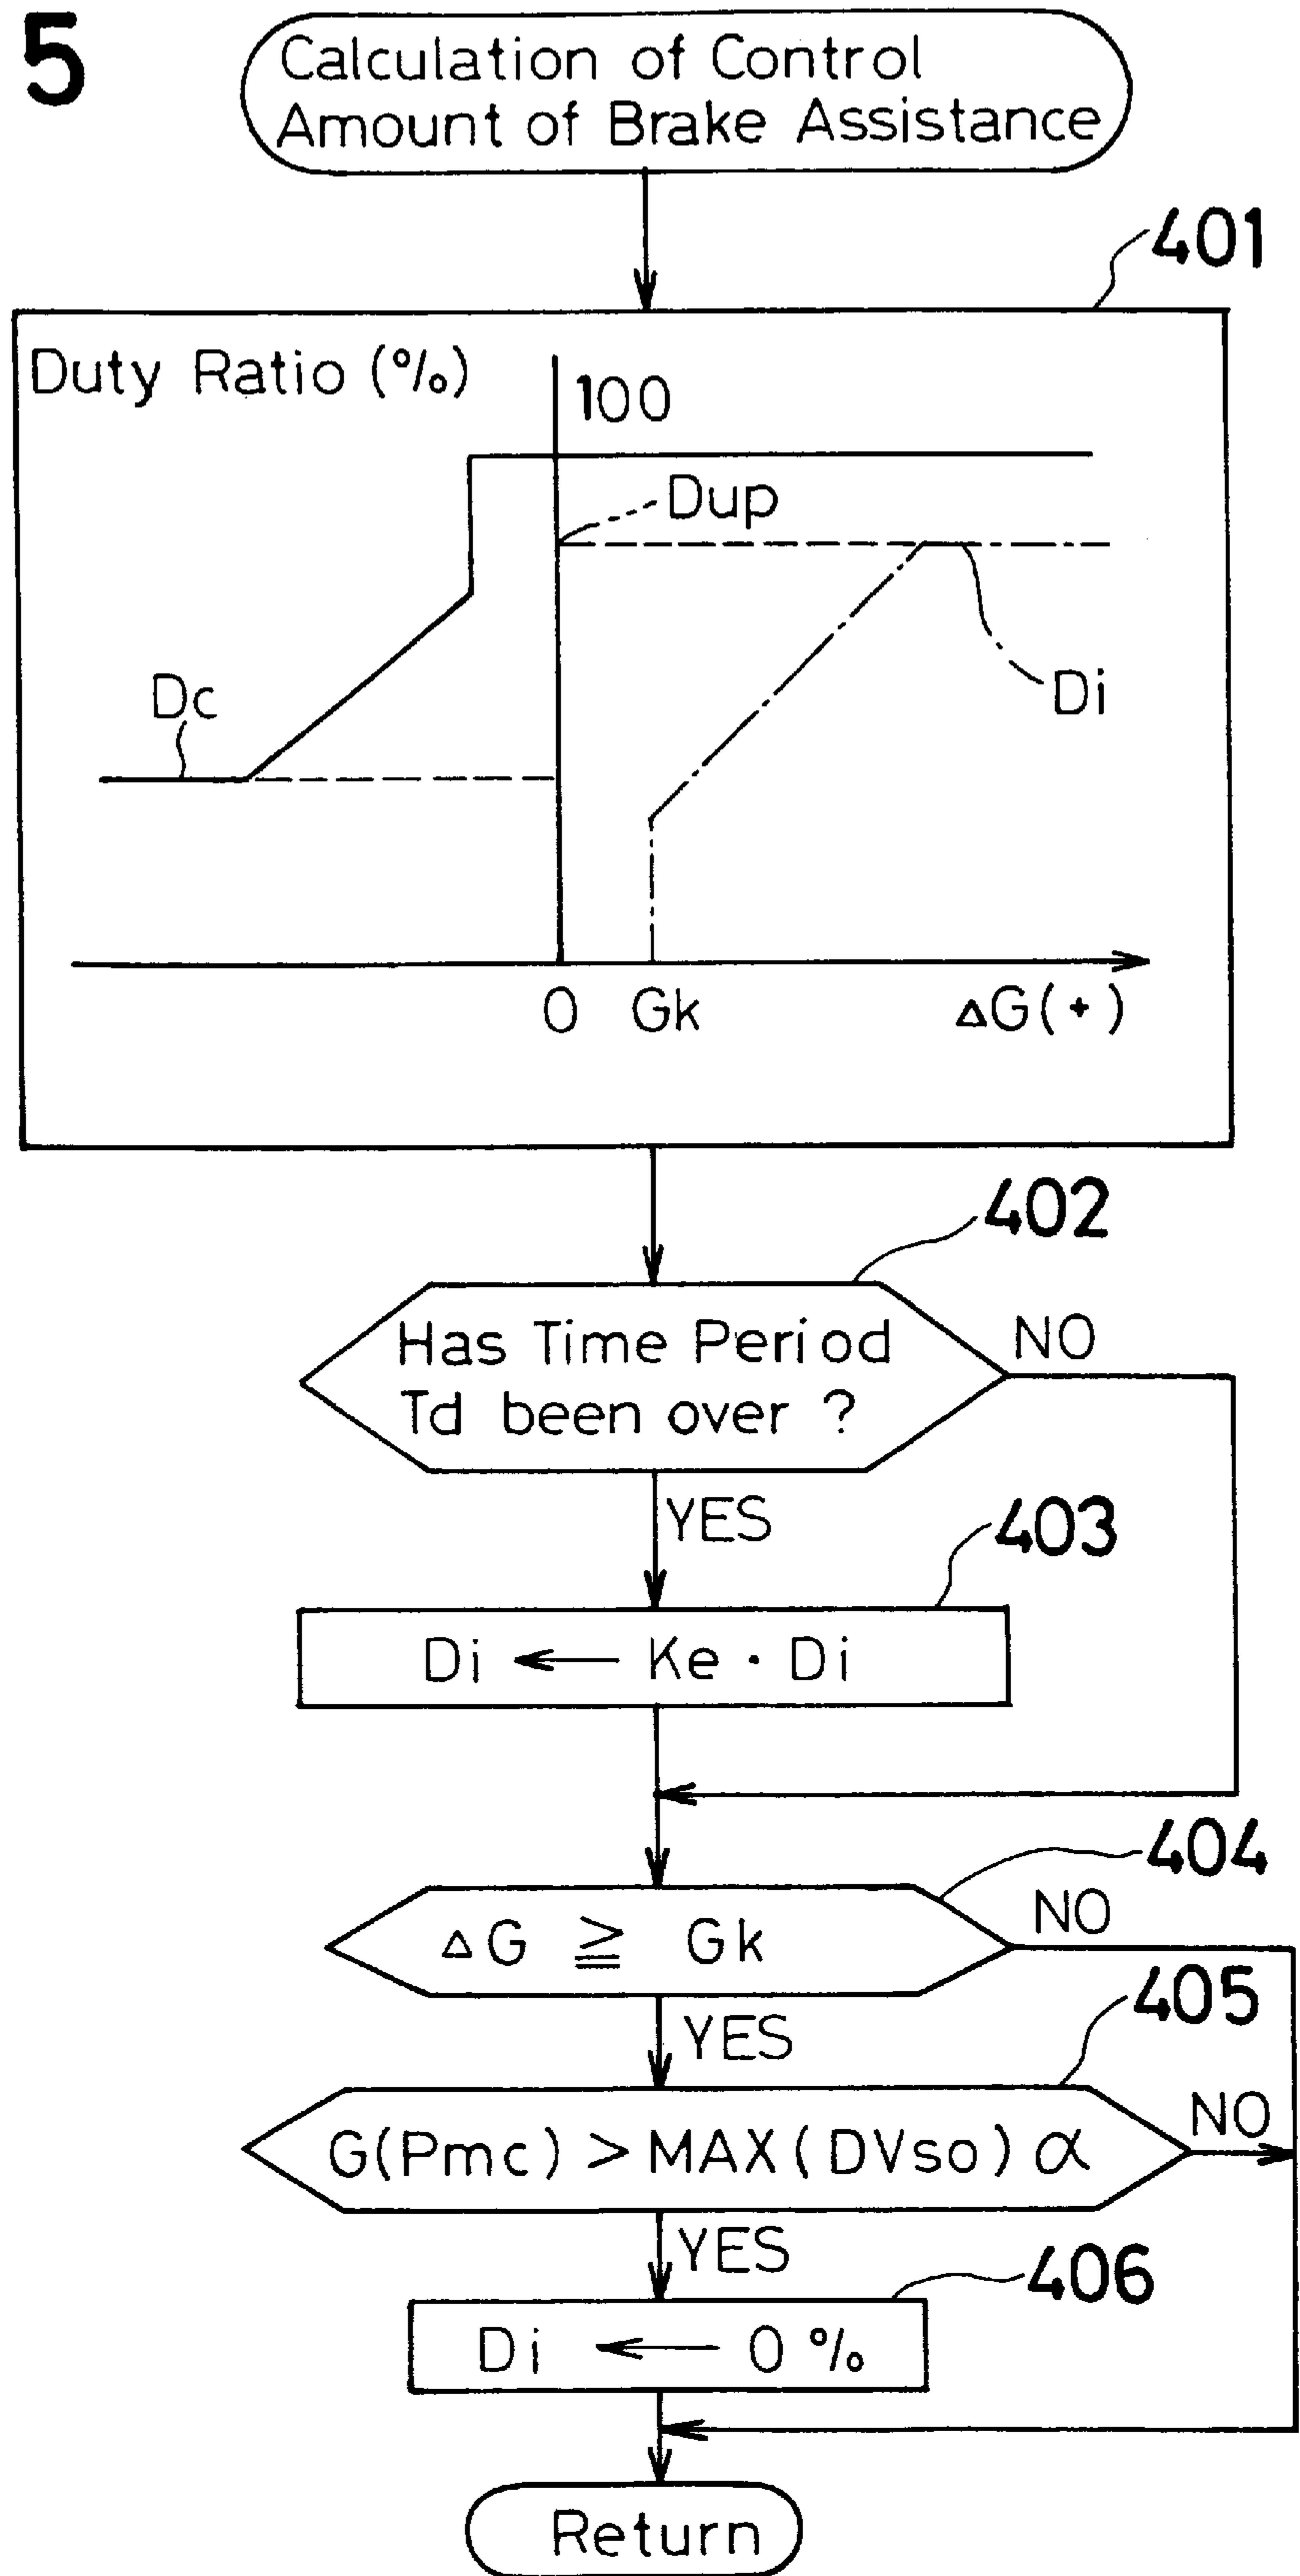 5
Calculation of Control
Amount of Brake Assistance
401
Duty Ratio (%)
100
Dup
Dc
Di
0 Gk ΔG(+)
402
Has Time Period
Td been over ?
NO
YES
403
Di ← Ke · Di
404
ΔG ≧ Gk
NO
405
YES
G(Pmc) > MAX(DVso) α
NO
YES
406
Di ← 0 %
Return